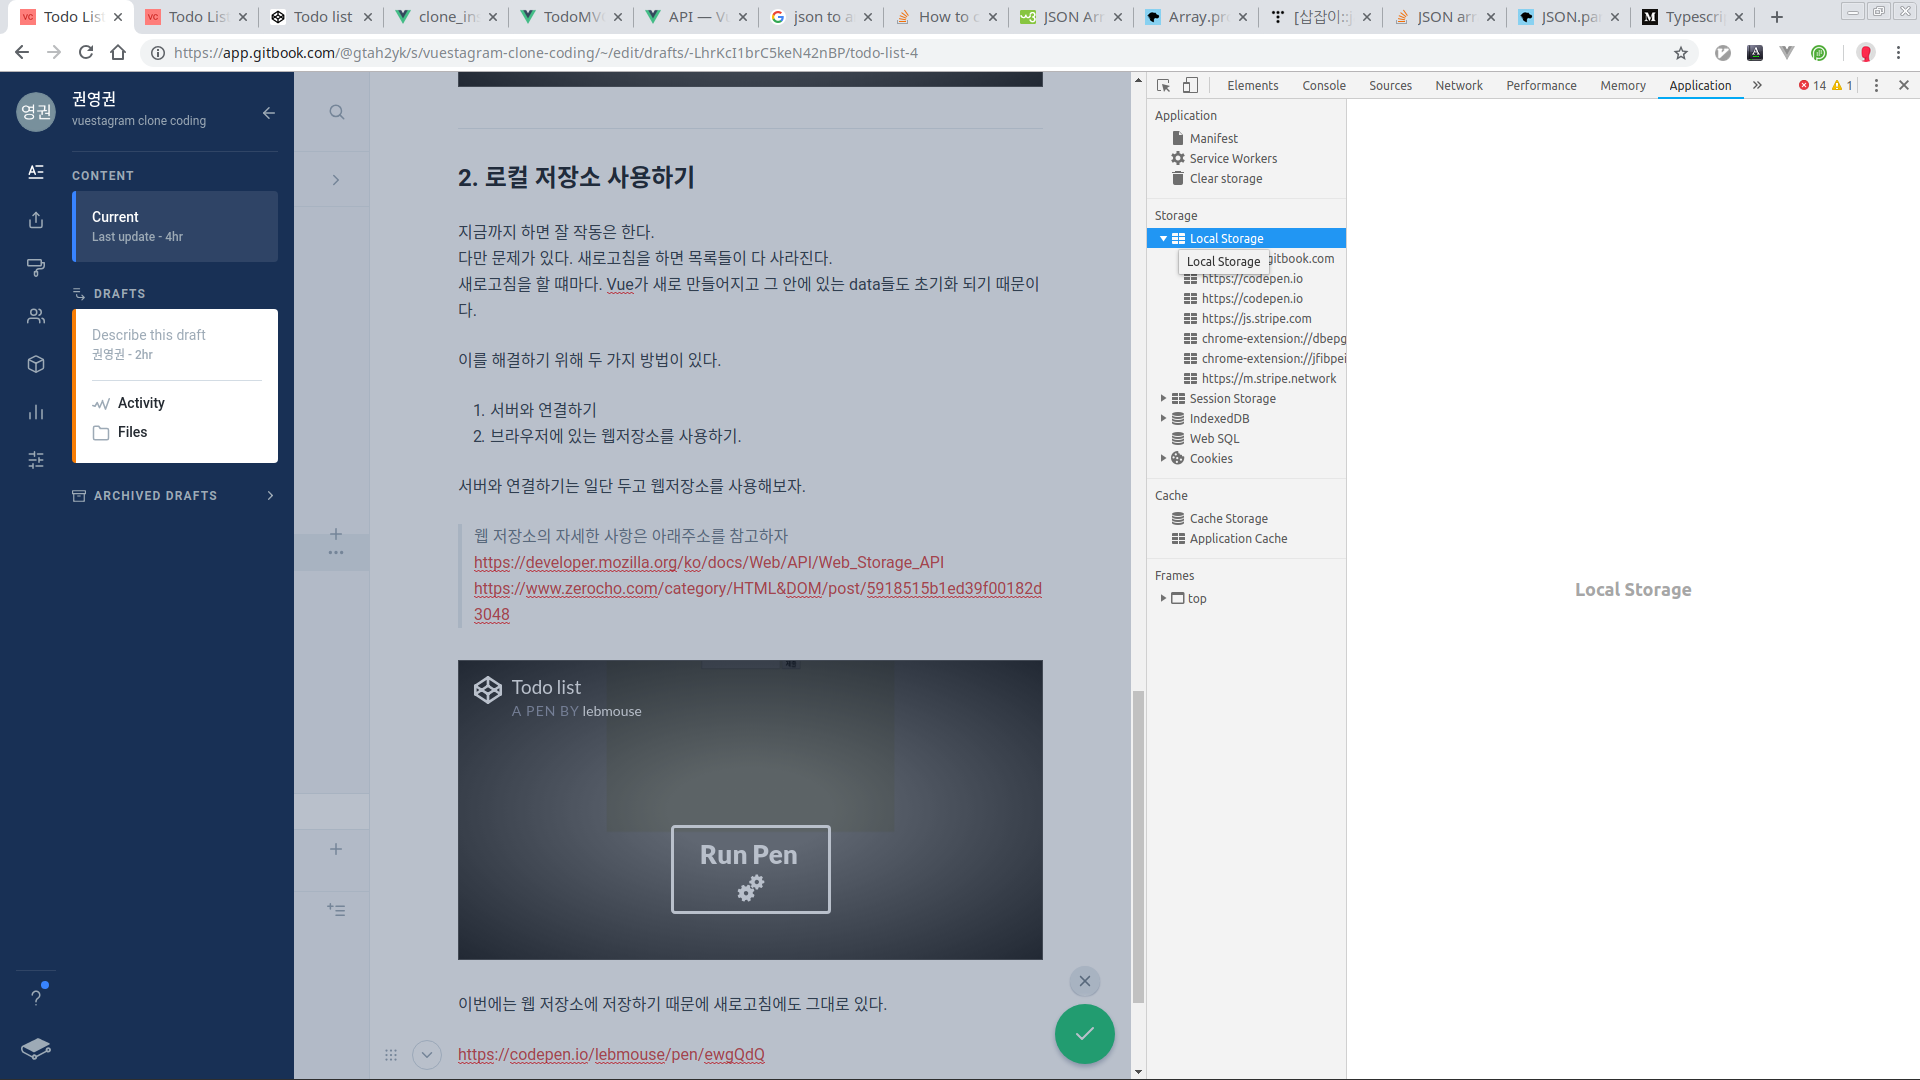 Todo Lis
Todo Lis
Todo list
clone_ins
TodoMV
API — V
json to a
How to c
JSON Ar
Array.pr
[삽잡이::j
JSON arr
JSON.pa
Typescri
https://app.gitbook.com/@gtah2yk/s/vuestagram-clone-coding/~/edit/drafts/-LhrKcI1brC5keN42nBP/todo-list-4
영권
권영권
vuestagram clone coding
CONTENT
Current
Last update - 4hr
DRAFTS
Describe this draft
권영권 - 2hr
Activity
Files
ARCHIVED DRAFTS
2. 로컬 저장소 사용하기
지금까지 하면 잘 작동은 한다.
다만 문제가 있다. 새로고침을 하면 목록들이 다 사라진다.
새로고침을 할 떄마다. Vue가 새로 만들어지고 그 안에 있는 data들도 초기화 되기 때문이
다.
이를 해결하기 위해 두 가지 방법이 있다.
1. 서버와 연결하기
2. 브라우저에 있는 웹저장소를 사용하기.
서버와 연결하기는 일단 두고 웹저장소를 사용해보자.
웹 저장소의 자세한 사항은 아래주소를 참고하자
https://developer.mozilla.org/ko/docs/Web/API/Web_Storage_API
https://www.zerocho.com/category/HTML&DOM/post/5918515b1ed39f00182d
3048
Todo list
A PEN BY lebmouse
Run Pen
이번에는 웹 저장소에 저장하기 때문에 새로고침에도 그대로 있다.
https://codepen.io/lebmouse/pen/ewgQdQ
Elements
Console
Sources
Network
Performance
Memory
Application
14
1
Application
Manifest
Service Workers
Clear storage
Storage
Local Storage
Local Storage
gitbook.com
https://codepen.io
https://codepen.io
https://js.stripe.com
chrome-extension://dbepg
chrome-extension://jfibpei
https://m.stripe.network
Session Storage
IndexedDB
Web SQL
Cookies
Cache
Cache Storage
Application Cache
Frames
top
Local Storage